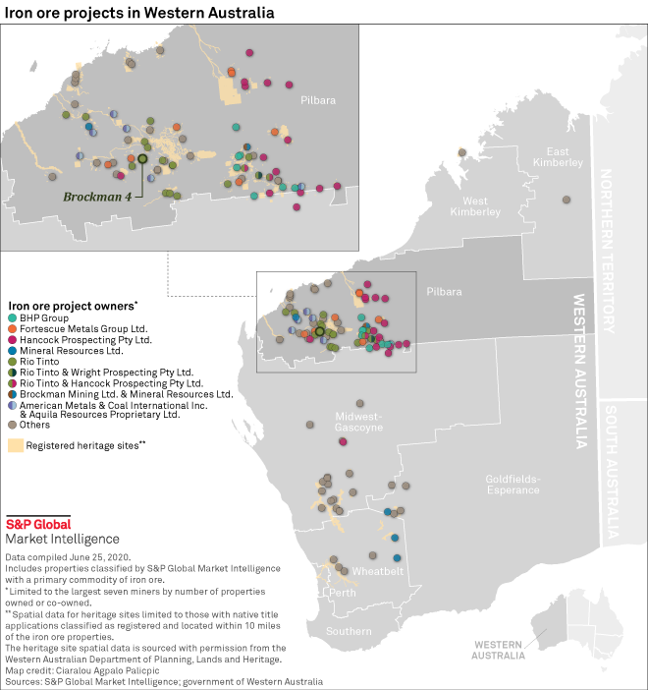 Iron ore projects in Western Australia
Pilbara
Brockman 4
East
Kimberley
West
Kimberley
NORTHERN TERRITORY
Pilbara
WESTERN AUSTRALIA
SOUTH AUSTRALIA
Iron ore project owners*
BHP Group
Fortescue Metals Group Ltd.
Hancock Prospecting Pty Ltd.
Mineral Resources Ltd.
Rio Tinto
Rio Tinto & Wright Prospecting Pty Ltd.
Rio Tinto & Hancock Prospecting Pty Ltd.
Brockman Mining Ltd. & Mineral Resources Ltd.
American Metals & Coal International Inc.
& Aquila Resources Proprietary Ltd.
Others
Registered heritage sites**
Midwest-
Gascoyne
Goldfields-
Esperance
Wheatbelt
Perth
Southern
S&P Global
Market Intelligence
Data compiled June 25, 2020.
Includes properties classified by S&P Global Market Intelligence
with a primary commodity of iron ore.
*Limited to the largest seven miners by number of properties
owned or co-owned.
**Spatial data for heritage sites limited to those with native title
applications classified as registered and located within 10 miles
of the iron ore properties.
The heritage site spatial data is sourced with permission from the
Western Australian Department of Planning, Lands and Heritage.
Map credit: Ciaralou Agpalo Palicpic
Sources: S&P Global Market Intelligence; government of Western Australia
WESTERN
AUSTRALIA